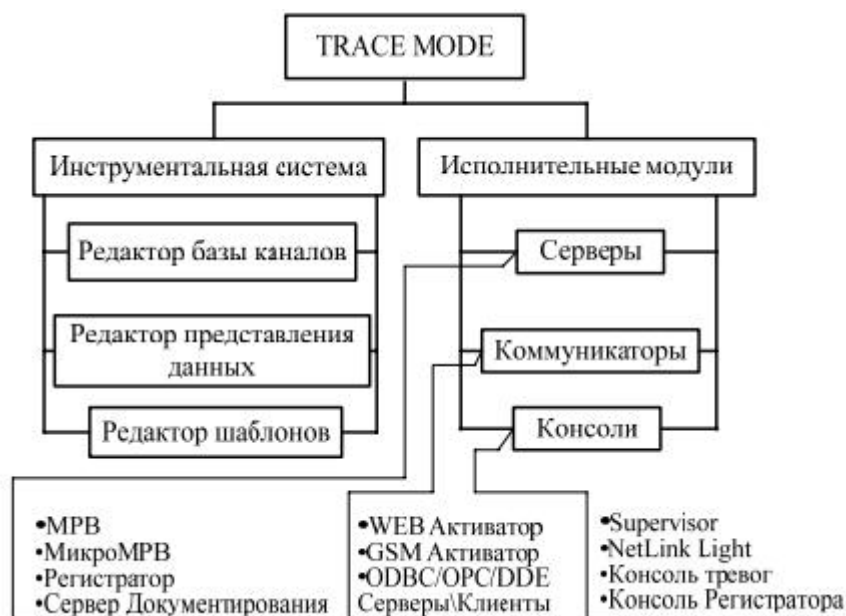 TRACE MODE
Инструментальная система
Исполнительные модули
Редактор базы каналов
Редактор представления
данных
Редактор шаблонов
Серверы
Коммуникаторы
Консоли
•МРВ
•МикроМРВ
•Регистратор
•Сервер Документирования
•WEB Активатор
•GSM Активатор
•ODBC/OPC/DDE
Серверы\Клиенты
•Supervisor
•NetLink Light
•Консоль тревог
•Консоль Регистратора